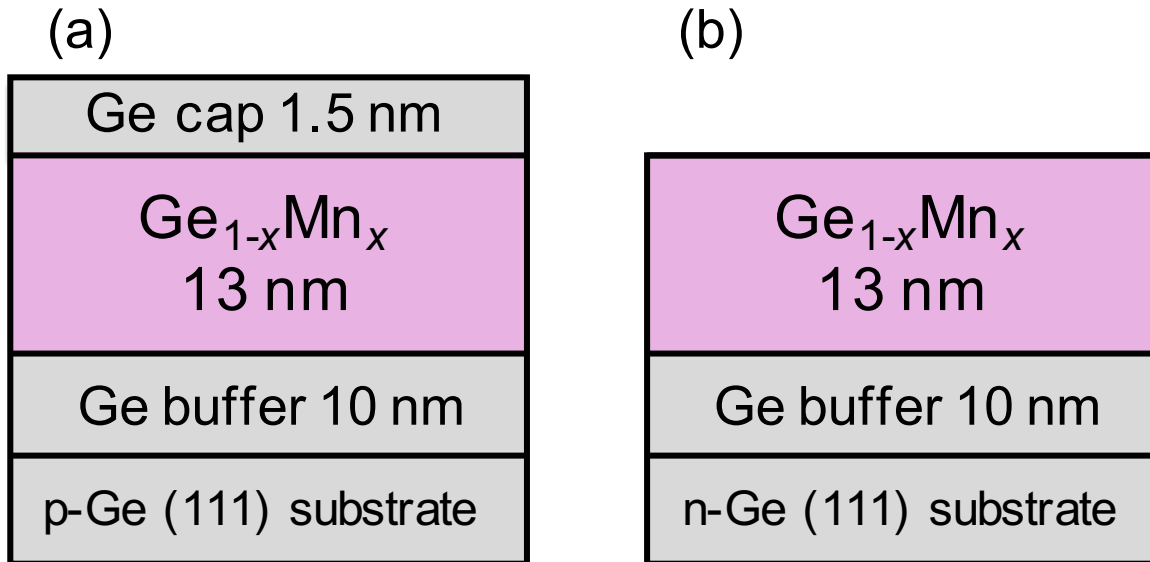 (a)
Ge cap 1.5 nm
Ge1-xMnx
13 nm
Ge buffer 10 nm
p-Ge (111) substrate
(b)
Ge1-xMnx
13 nm
Ge buffer 10 nm
n-Ge (111) substrate